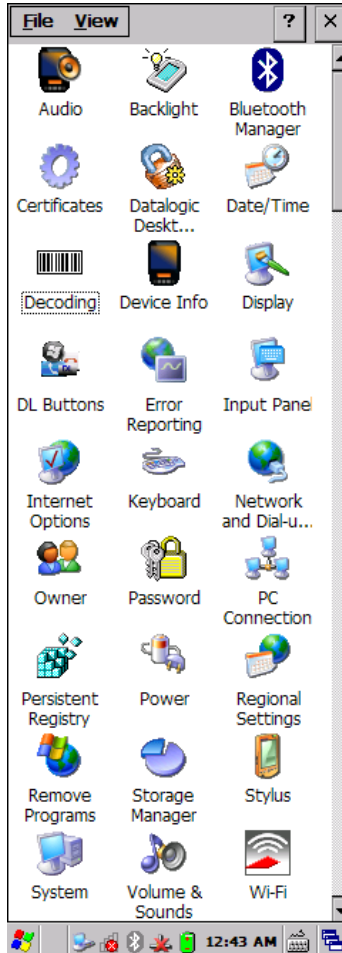 File View ? ×
Audio Backlight Bluetooth
Manager
Certificates Datalogic Date/Time
Deskt...
Decoding Device Info Display
DL Buttons Error Input Panel
Reporting
Internet Keyboard Network
Options and Dial-u...
Owner Password PC
Connection
Persistent Power Regional
Registry Settings
Remove Storage Stylus
Programs Manager
System Volume & Wi-Fi
Sounds
12:43 AM